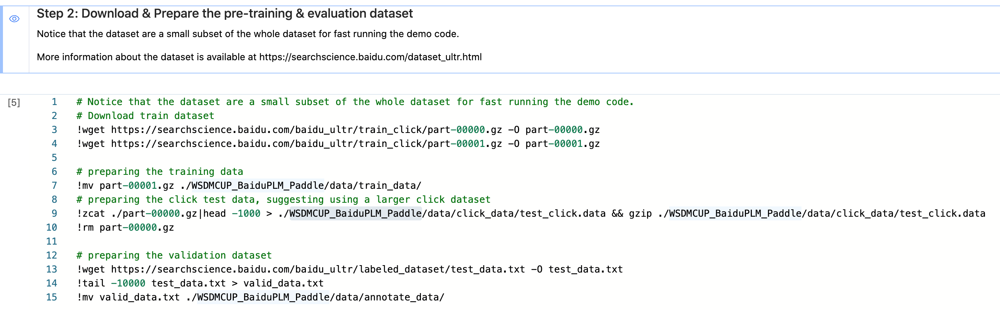 Step 2: Download & Prepare the pre-training & evaluation dataset
Notice that the dataset are a small subset of the whole dataset for fast running the demo code.
More information about the dataset is available at https://searchscience.baidu.com/dataset_ultr.html
[5]
1 # Notice that the dataset are a small subset of the whole dataset for fast running the demo code.
2 # Download train dataset
3 !wget https://searchscience.baidu.com/baidu_ultr/train_click/part-00000.gz -O part-00000.gz
4 !wget https://searchscience.baidu.com/baidu_ultr/train_click/part-00001.gz -O part-00001.gz
5
6 # preparing the training data
7 !mv part-00001.gz ./WSDMCUP_BaiduPLM_Paddle/data/train_data/
8 # preparing the click test data, suggesting using a larger click dataset
9 !zcat ./part-00000.gz|head -1000 > ./WSDMCUP_BaiduPLM_Paddle/data/click_data/test_click.data && gzip ./WSDMCUP_BaiduPLM_Paddle/data/click_data/test_click.data
10 !rm part-00000.gz
11
12 # preparing the validation dataset
13 !wget https://searchscience.baidu.com/baidu_ultr/labeled_dataset/test_data.txt -O test_data.txt
14 !tail -10000 test_data.txt > valid_data.txt
15 !mv valid_data.txt ./WSDMCUP_BaiduPLM_Paddle/data/annotate_data/